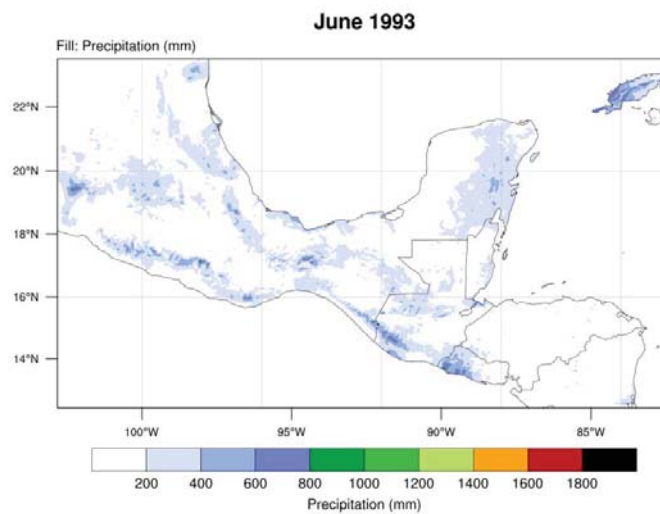 June 1993
Fill: Precipitation (mm)
22°N
20°N
18°N
16°N
14°N
100°W
95°W
90°W
85°W
200 400 600 800 1000 1200 1400 1600 1800
Precipitation (mm)